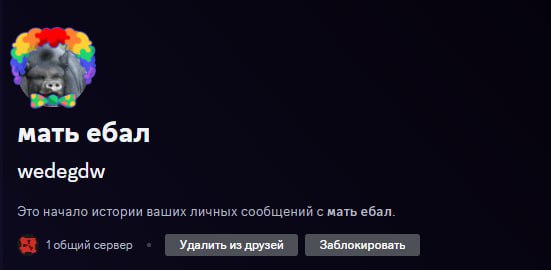 мать ебал
wedegdw
Это начало истории ваших личных сообщений с мать ебал.
1 общий сервер • Удалить из друзей Заблокировать